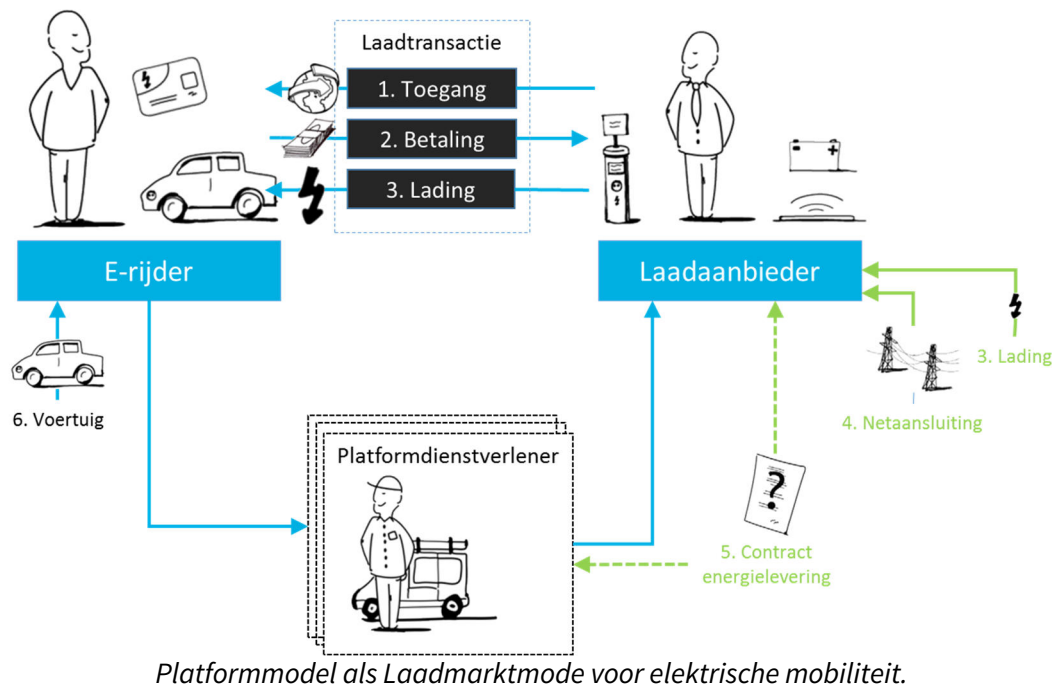 Laadtransactie
1. Toegang
2. Betaling
3. Lading
E-rijder
Laadaanbieder
3. Lading
6. Voertuig
4. Netaansluiting
Platformdienstverlener
?
5. Contract
energielevering
Platformmodel als Laadmarktmode voor elektrische mobiliteit.